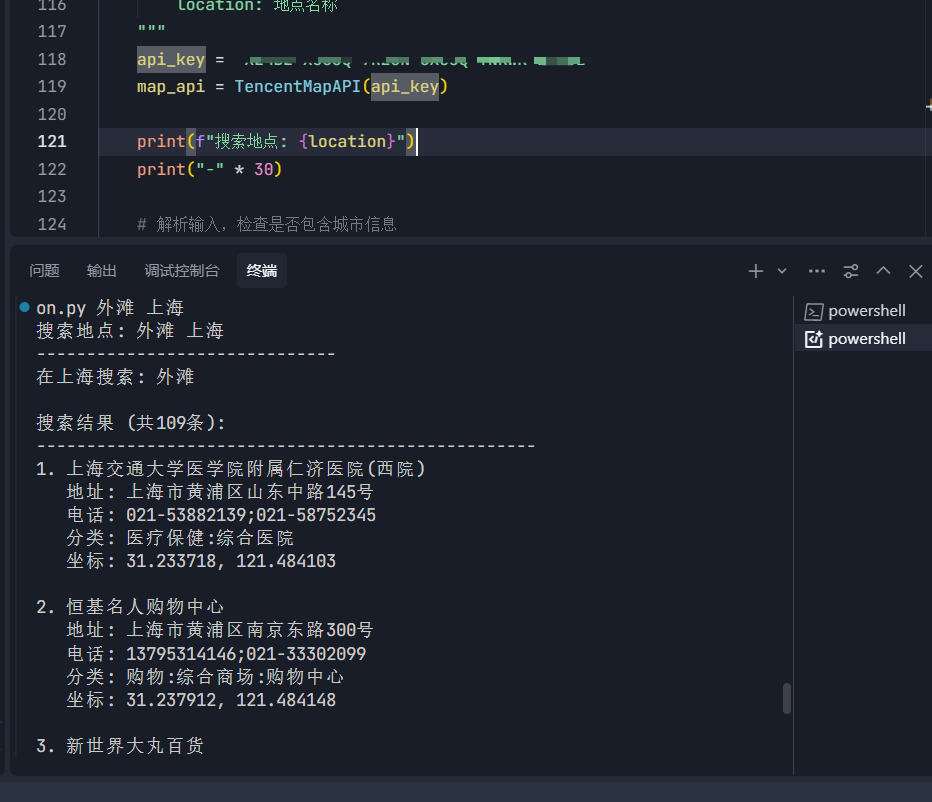 116 location: 地点名称
117 """
118 api_key =
119 map_api = TencentMapAPI(api_key)
120
121 print(f"搜索地点: {location}")
122 print("-" * 30)
123
124 # 解析输入，检查是否包含城市信息
问题 输出 调试控制台 终端
on.py 外滩 上海
搜索地点: 外滩 上海
------------------------------
在上海搜索: 外滩
搜索结果 (共109条):
--------------------------------------------------
1. 上海交通大学医学院附属仁济医院(西院)
地址: 上海市黄浦区山东中路145号
电话: 021-53882139;021-58752345
分类: 医疗保健:综合医院
坐标: 31.233718, 121.484103
2. 恒基名人购物中心
地址: 上海市黄浦区南京东路300号
电话: 13795314146;021-33302099
分类: 购物:综合商场:购物中心
坐标: 31.237912, 121.484148
3. 新世界大丸百货
powershell
powershell